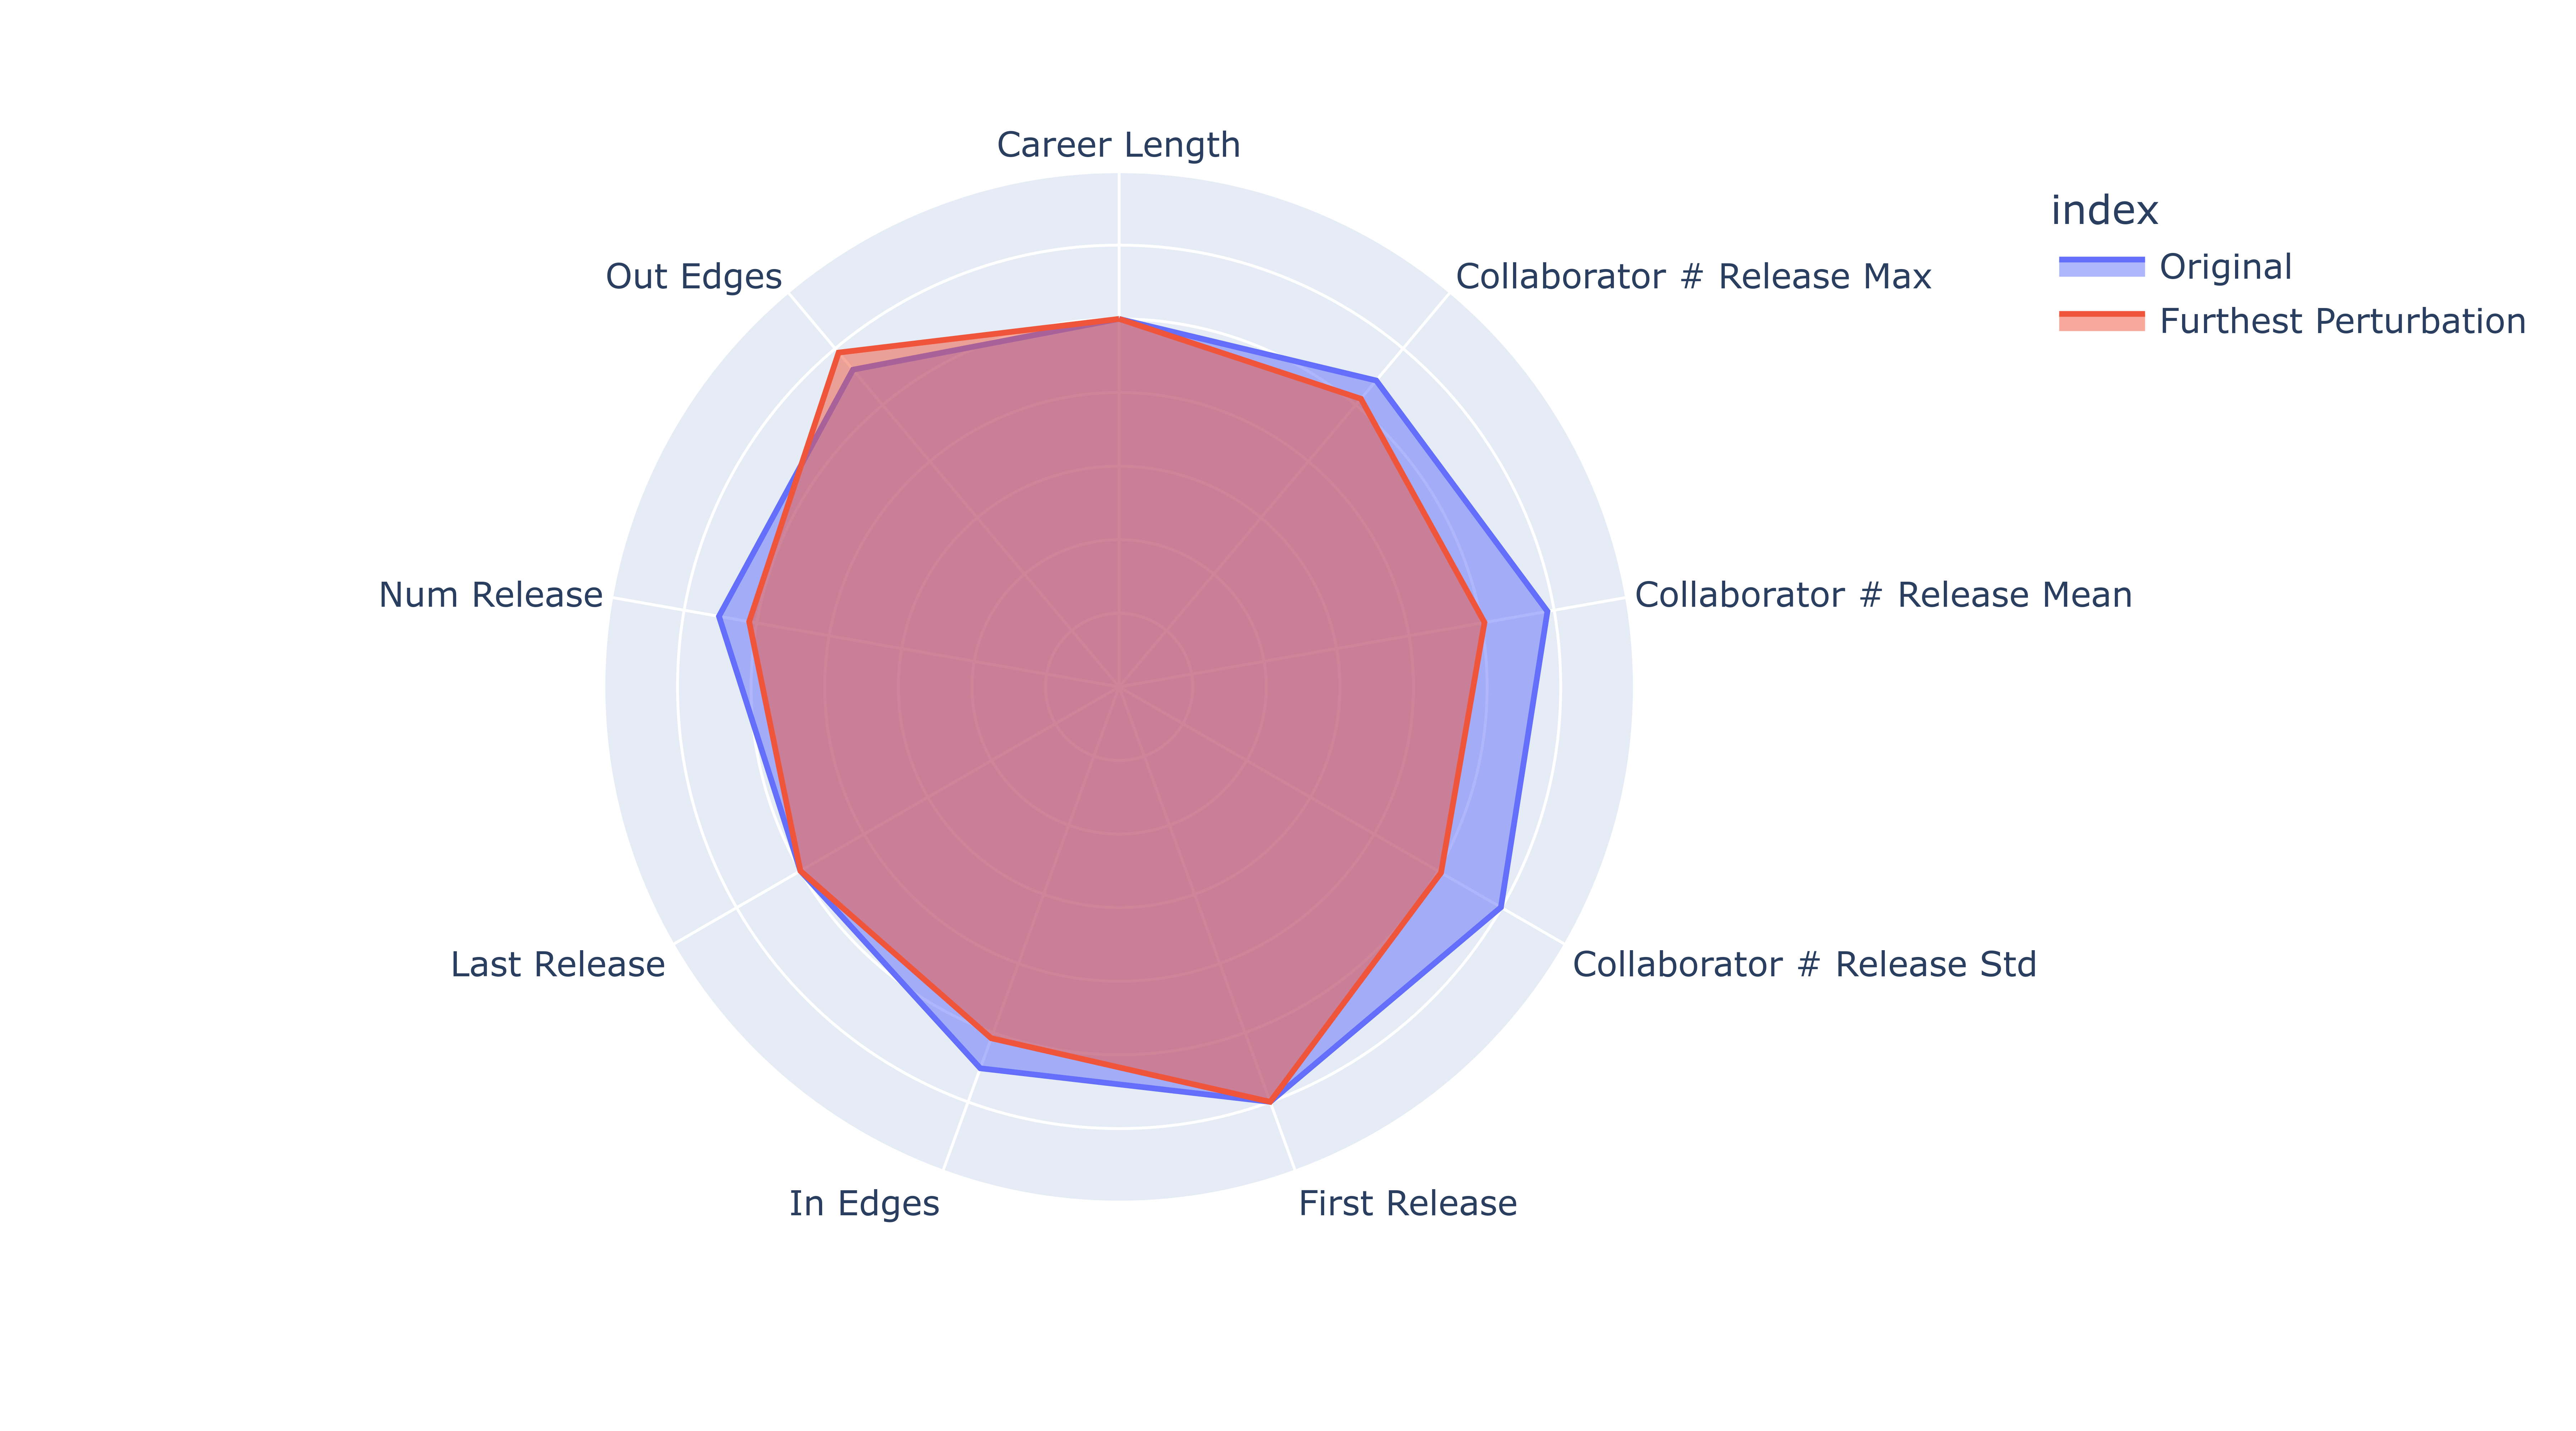 Career Length
Out Edges
Collaborator # Release Max
Num Release
Collaborator # Release Mean
Last Release
Collaborator # Release Std
In Edges
First Release
index
Original
Furthest Perturbation